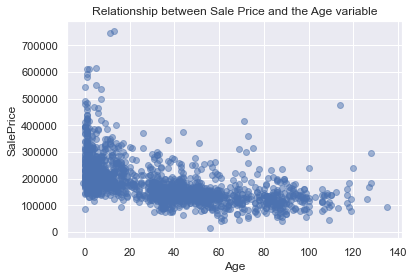 Relationship between Sale Price and the Age variable
700000
600000
500000
400000
300000
200000
100000
0
SalePrice
0 20 40 60 80 100 120 140
Age